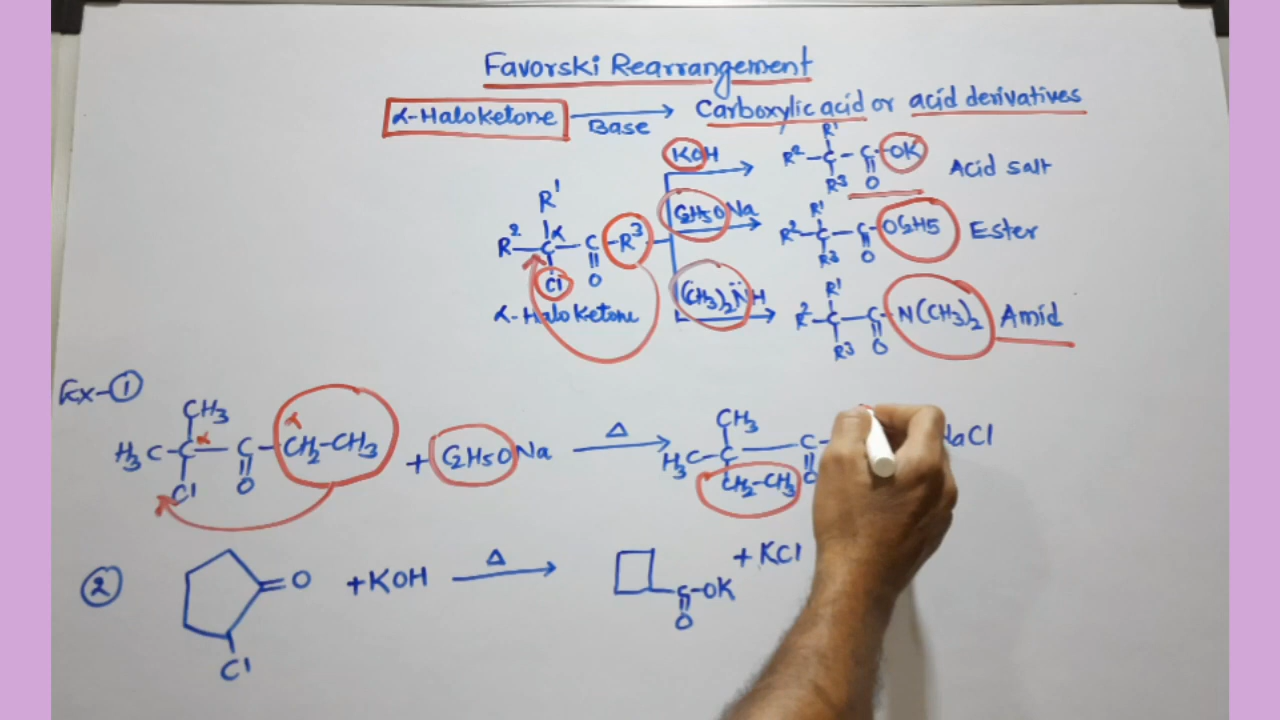 Favorski Rearrangement
α-Haloketone → Base Carboxylic acid or acid derivatives
R¹
R² – C – C – R³
α
Cl O
α-Haloketone
KOH
R¹
R² – C – C – OK Acid salt
R³ O
C2H5ONa
R¹
R² – C – C – OC2H5 Ester
R3 O
(CH3)2N̈H
R¹
R² – C – C – N(CH3)2 Amid
R3 O
Ex-①
CH3 CH3
H3C – C – C – CH2-CH3 + C2H5ONa Δ → H3C – C – C – NaCl
α α
Cl O CH2-CH3 O
② =O + KOH Δ → C-OK + KCl
Cl O